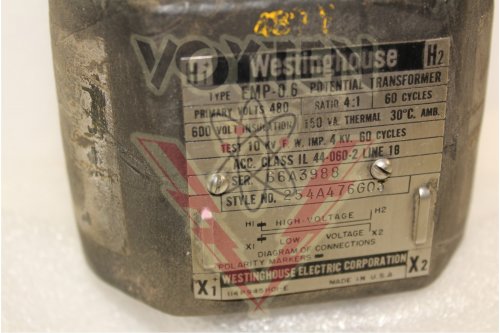 VOYTEN
H1 Westinghouse H2
TYPE EMP-0.6 POTENTIAL TRANSFORMER
PRIMARY VOLTS 480 RATIO 4:1 60 CYCLES
600 VOLT INSULATION 150 VA THERMAL 30°C. AMB.
TEST 10 KV F. W. IMP. 4 KV. 60 CYCLES
ACC. CLASS IL 44-060-2 LINE 16
SER. 66A3988
STYLE NO. 254A476G03
H1 HIGH-VOLTAGE H2
X1 LOW VOLTAGE X2
DIAGRAM OF CONNECTIONS
POLARITY MARKERS
X1 WESTINGHOUSE ELECTRIC CORPORATION X2
MADE IN U.S.A.